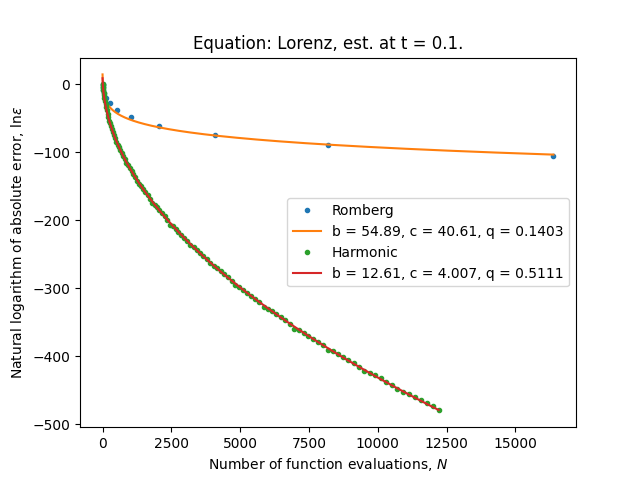 Equation: Lorenz, est. at t = 0.1.
Natural logarithm of absolute error, lnε
0
−100
−200
−300
−400
−500
Romberg
b = 54.89, c = 40.61, q = 0.1403
Harmonic
b = 12.61, c = 4.007, q = 0.5111
0 2500 5000 7500 10000 12500 15000
Number of function evaluations, N